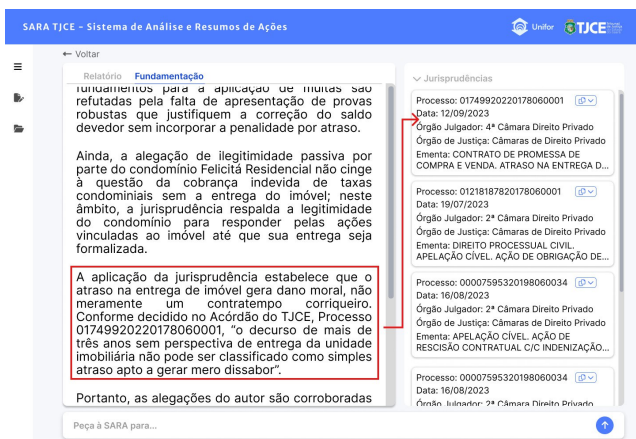 SARA TJCE – Sistema de Análise e Resumos de Ações
Unifor
TJCE
← Voltar
Relatório Fundamentação
fundamentos para a aplicação de multas são
refutadas pela falta de apresentação de provas
robustas que justifiquem a correção do saldo
devedor sem incorporar a penalidade por atraso.
Ainda, a alegação de ilegitimidade passiva por
parte do condomínio Felicitá Residencial não cinge
à questão da cobrança indevida de taxas
condominiais sem a entrega do imóvel; neste
âmbito, a jurisprudência respalda a legitimidade
do condomínio para responder pelas ações
vinculadas ao imóvel até que sua entrega seja
formalizada.
A aplicação da jurisprudência estabelece que o
atraso na entrega de imóvel gera dano moral, não
meramente um contratempo corriqueiro.
Conforme decidido no Acórdão do TJCE, Processo
01749920220178060001, “o decurso de mais de
três anos sem perspectiva de entrega da unidade
imobiliária não pode ser classificado como simples
atraso apto a gerar mero dissabor”.
Portanto, as alegações do autor são corroboradas
Jurisprudências
Processo: 01749920220178060001
Data: 12/09/2023
Órgão Julgador: 4ª Câmara Direito Privado
Órgão de Justiça: Câmaras de Direito Privado
Ementa: CONTRATO DE PROMESSA DE
COMPRA E VENDA. ATRASO NA ENTREGA D...
Processo: 01218187820178060001
Data: 19/07/2023
Órgão Julgador: 2ª Câmara Direito Privado
Órgão de Justiça: Câmaras de Direito Privado
Ementa: DIREITO PROCESSUAL CIVIL.
APELAÇÃO CÍVEL. AÇÃO DE OBRIGAÇÃO DE...
Processo: 00007595320198060034
Data: 16/08/2023
Órgão Julgador: 2ª Câmara Direito Privado
Órgão de Justiça: Câmaras de Direito Privado
Ementa: APELAÇÃO CÍVEL. AÇÃO DE
RESCISÃO CONTRATUAL C/C INDENIZAÇÃO...
Processo: 00007595320198060034
Data: 16/08/2023
Órgão Julgador: 2ª Câmara Direito Privado
Peça à SARA para...